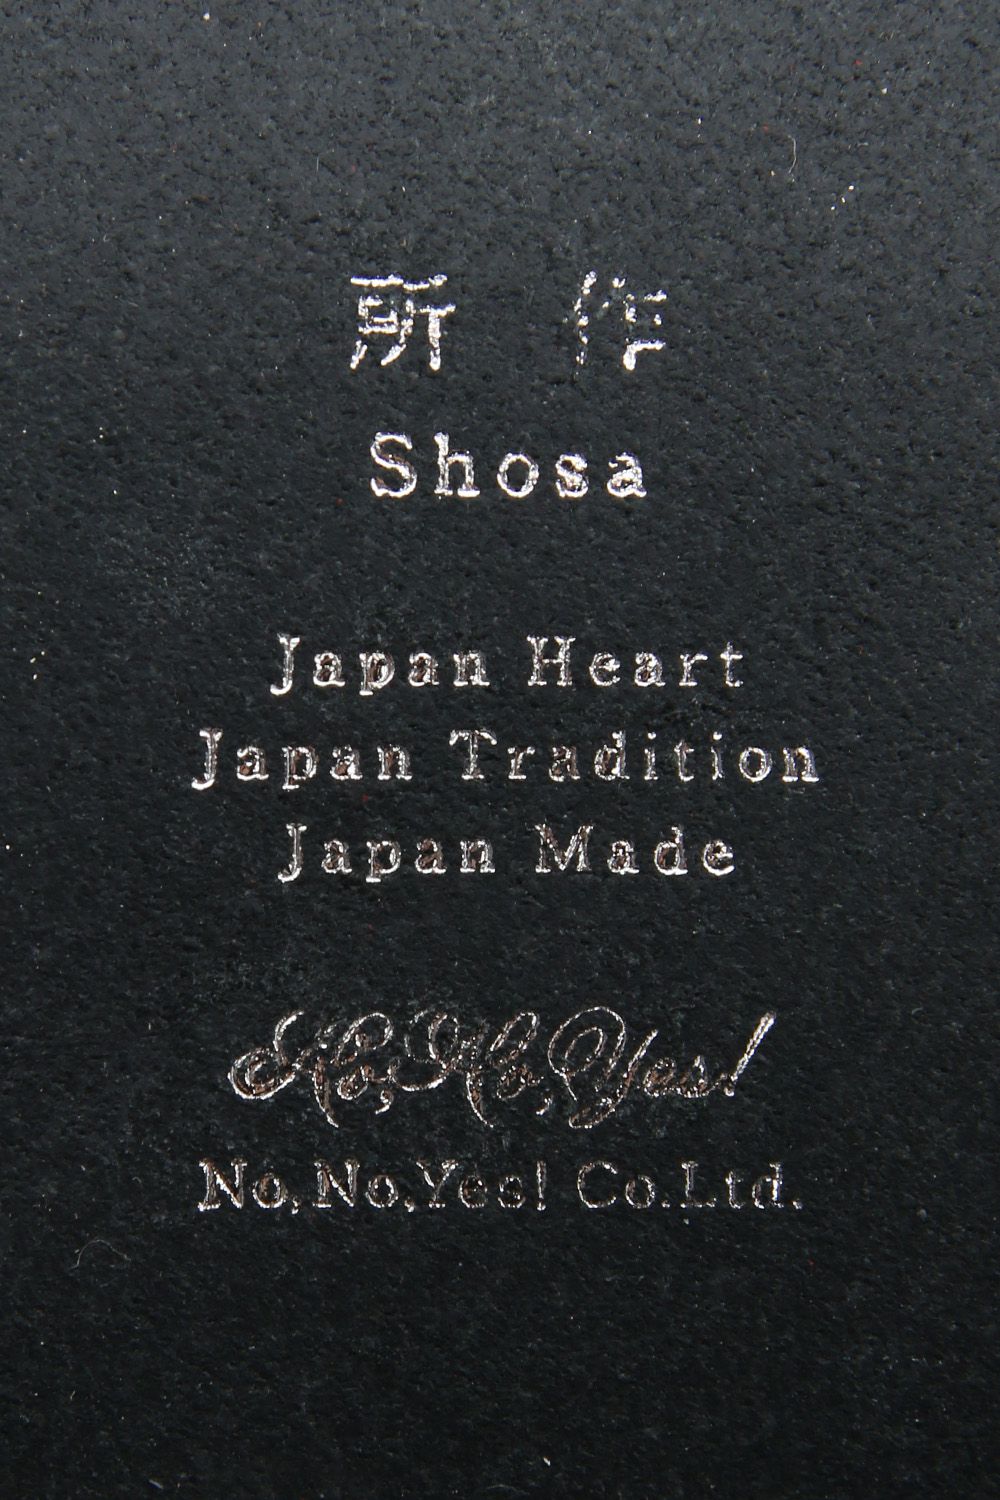 所作
Shosa
Japan Heart
Japan Tradition
Japan Made
No,No,Yes!
No,No,Yes! Co.Ltd.